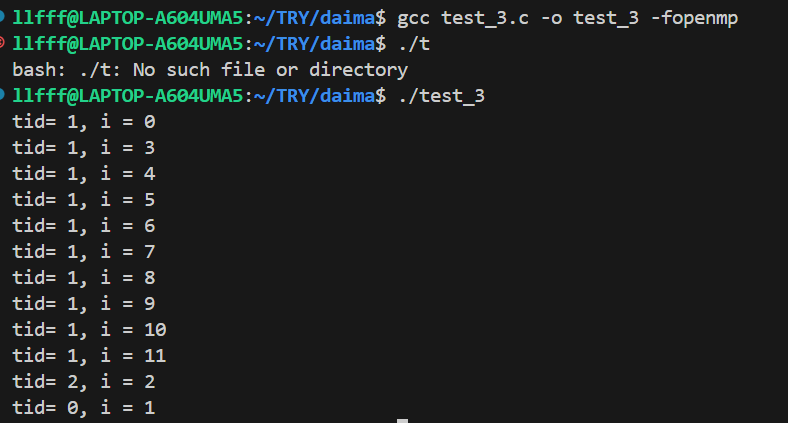 llfff@LAPTOP-A604UMA5:~/TRY/daima$ gcc test_3.c -o test_3 -fopenmp
llfff@LAPTOP-A604UMA5:~/TRY/daima$ ./t
bash: ./t: No such file or directory
llfff@LAPTOP-A604UMA5:~/TRY/daima$ ./test_3
tid= 1, i = 0
tid= 1, i = 3
tid= 1, i = 4
tid= 1, i = 5
tid= 1, i = 6
tid= 1, i = 7
tid= 1, i = 8
tid= 1, i = 9
tid= 1, i = 10
tid= 1, i = 11
tid= 2, i = 2
tid= 0, i = 1